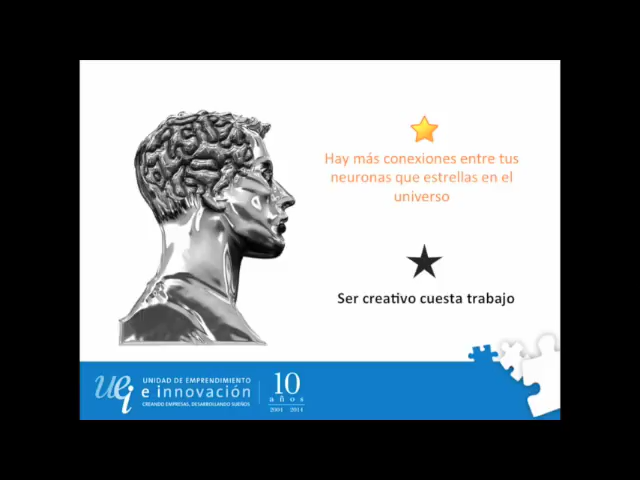 Hay más conexiones entre tus
neuronas que estrellas en el
universo
Ser creativo cuesta trabajo
uei
UNIDAD DE EMPRENDIMIENTO
e innovación
CREANDO EMPRESAS, DESARROLLANDO SUEÑOS
10
años
2004 2014